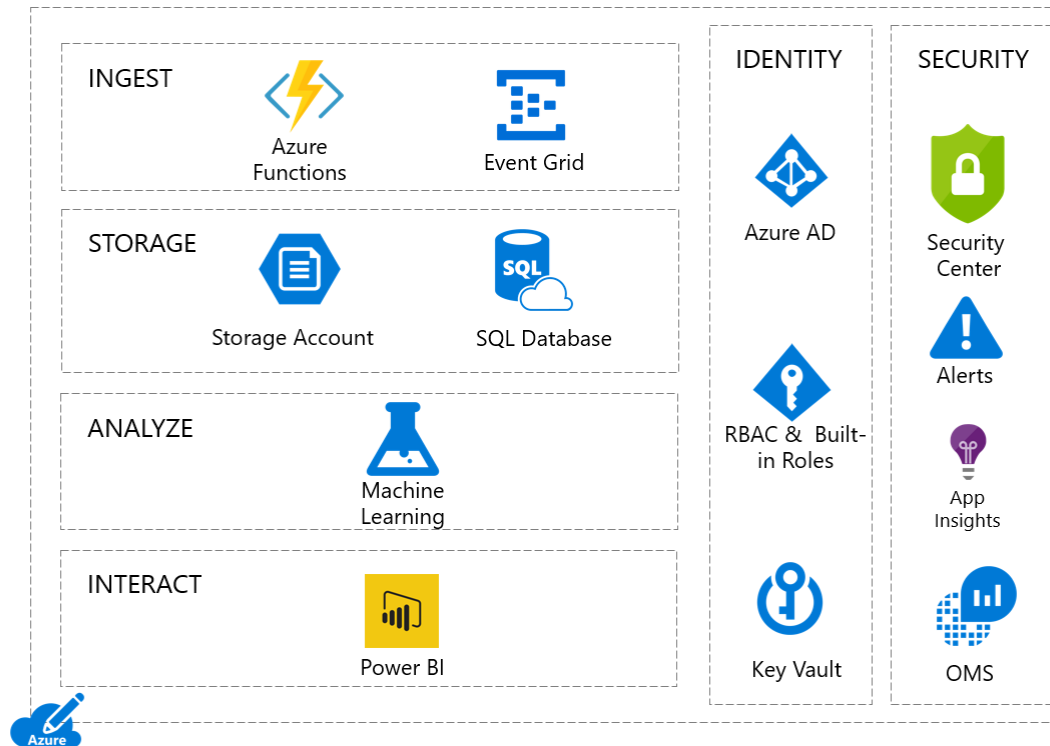 INGEST
Azure
Functions
Event Grid
STORAGE
Storage Account
SQL
SQL Database
ANALYZE
Machine
Learning
INTERACT
Power BI
IDENTITY
Azure AD
RBAC & Built-
in Roles
Key Vault
SECURITY
Security
Center
Alerts
App
Insights
OMS
Azure